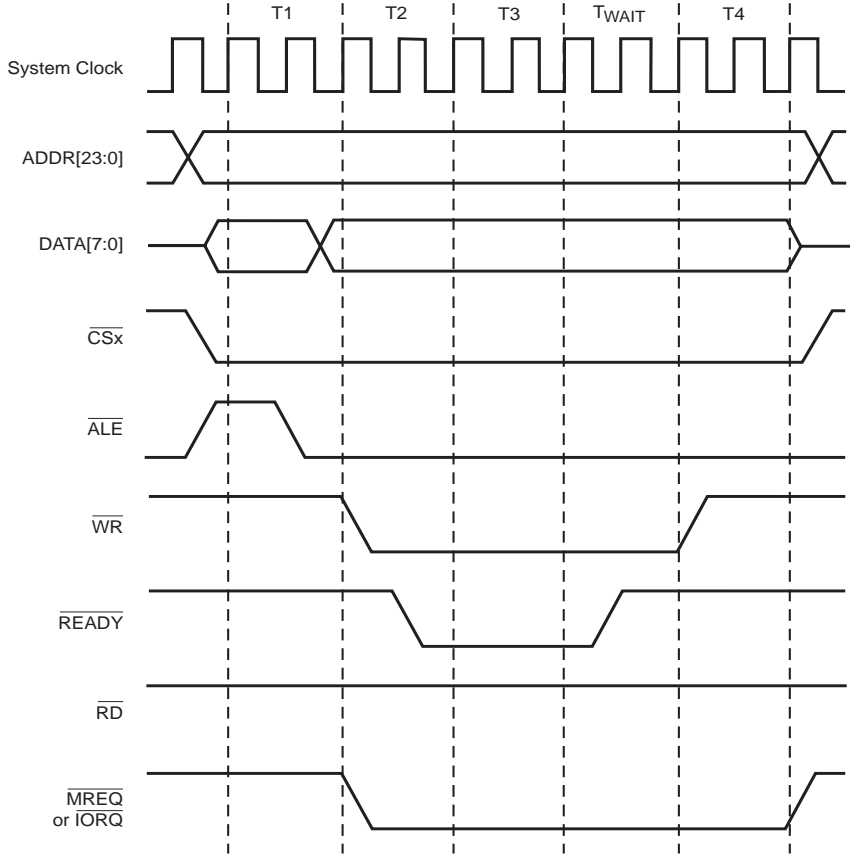 T1 T2 T3 TWAIT T4
System Clock
ADDR[23:0]
DATA[7:0]
CSx
ALE
WR
READY
RD
MREQ
or IORQ